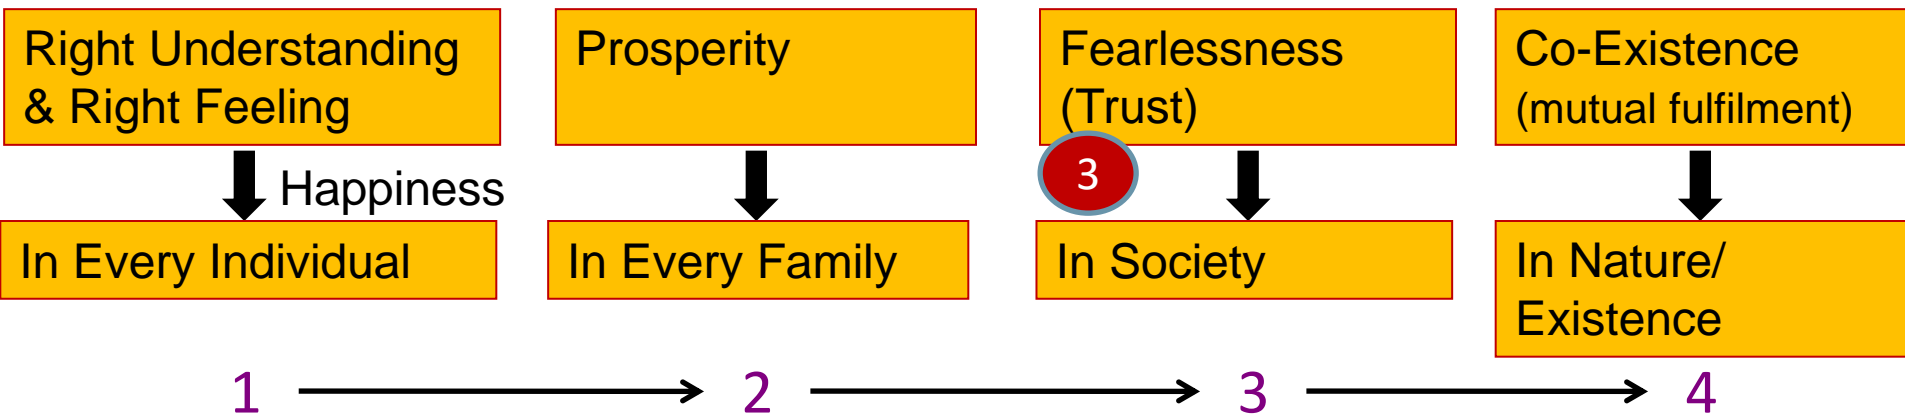 Right Understanding
& Right Feeling
Prosperity
Fearlessness
(Trust)
Co-Existence
(mutual fulfilment)
3
Happiness
In Every Individual
In Every Family
In Society
In Nature/
Existence
1
2
3
4